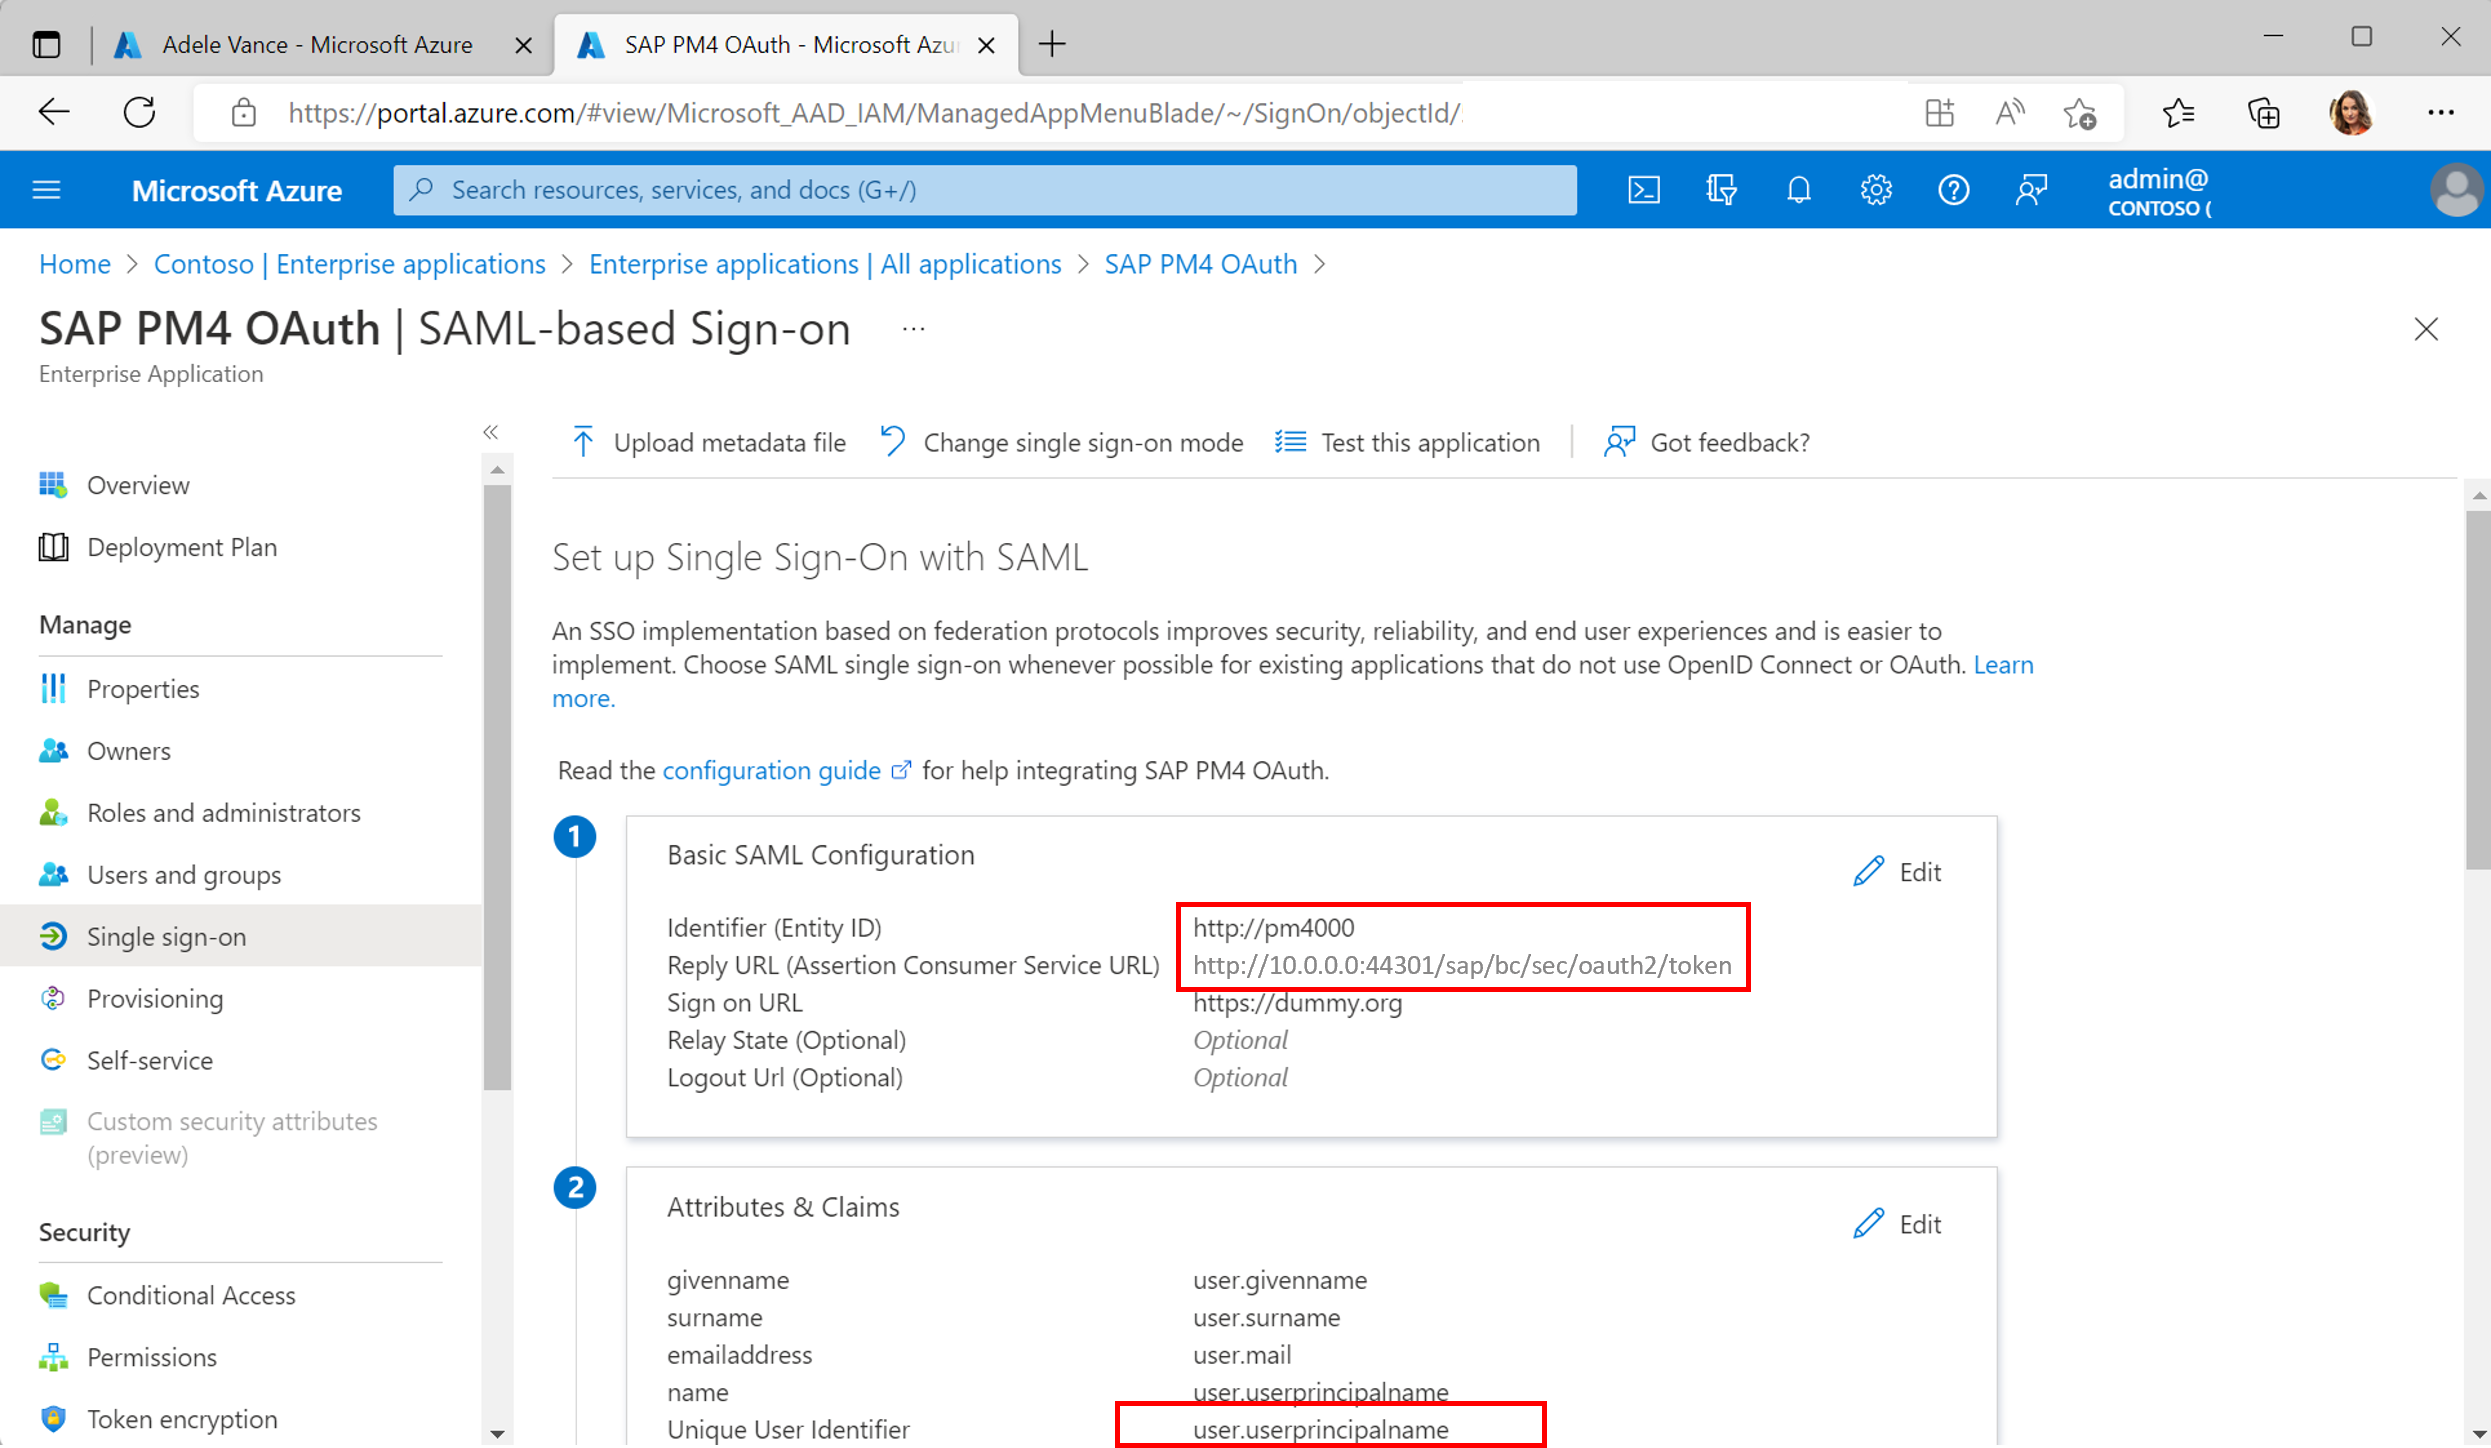 Adele Vance - Microsoft Azure
SAP PM4 OAuth - Microsoft Azu
https://portal.azure.com/#view/Microsoft_AAD_IAM/ManagedAppMenuBlade/~/SignOn/objectId/
Microsoft Azure
Search resources, services, and docs (G+/)
admin@
CONTOSO (
Home > Contoso | Enterprise applications > Enterprise applications | All applications > SAP PM4 OAuth >
SAP PM4 OAuth | SAML-based Sign-on ...
Enterprise Application
Overview
Deployment Plan
Manage
Properties
Owners
Roles and administrators
Users and groups
Single sign-on
Provisioning
Self-service
Custom security attributes
(preview)
Security
Conditional Access
Permissions
Token encryption
Upload metadata file
Change single sign-on mode
Test this application
Got feedback?
Set up Single Sign-On with SAML
An SSO implementation based on federation protocols improves security, reliability, and end user experiences and is easier to
implement. Choose SAML single sign-on whenever possible for existing applications that do not use OpenID Connect or OAuth. Learn
more.
Read the configuration guide for help integrating SAP PM4 OAuth.
1
Basic SAML Configuration
Edit
Identifier (Entity ID) http://pm4000
Reply URL (Assertion Consumer Service URL) http://10.0.0.0:44301/sap/bc/sec/oauth2/token
Sign on URL https://dummy.org
Relay State (Optional) Optional
Logout Url (Optional) Optional
2
Attributes & Claims
Edit
givenname user.givenname
surname user.surname
emailaddress user.mail
name user.userprincipalname
Unique User Identifier user.userprincipalname